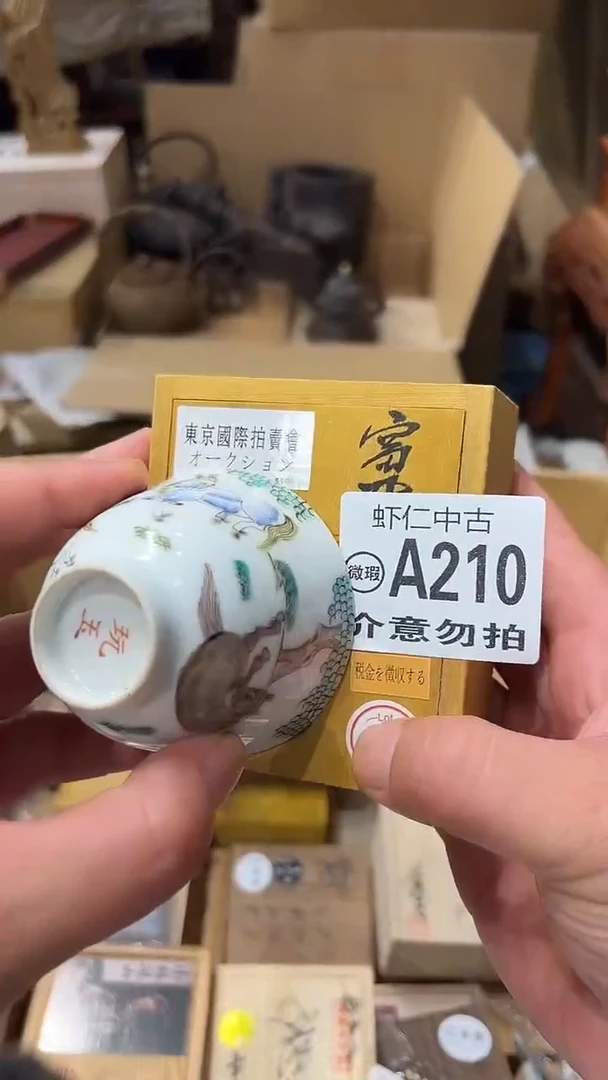 東京國際拍賣會
オークション
富
虾仁中古
微瑕 A210
介意勿拍
税金を徴収する
Lot
玩玉